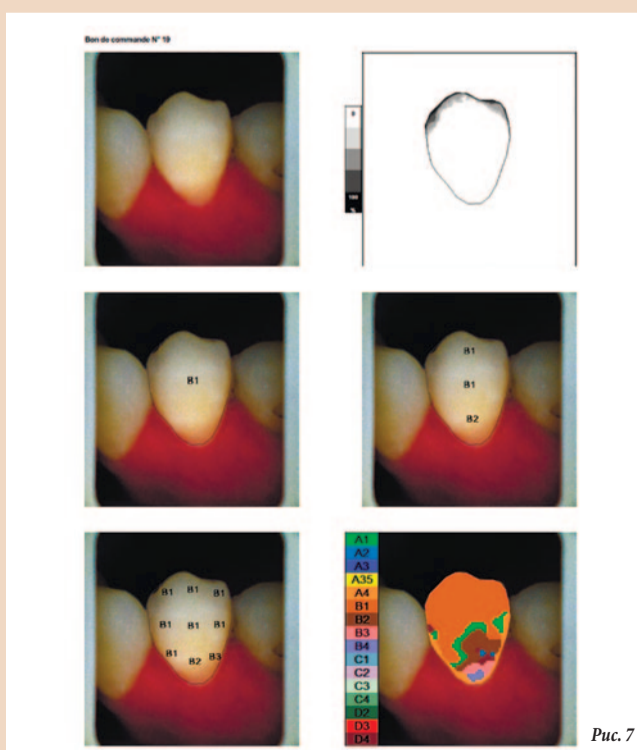 Bon de commande N° 19
0
100
%
B1
B1
B1
B2
B1 B1 B1
B1 B1 B1
B1 B2 B3
A1
A2
A3
A35
A4
B1
B2
B3
B4
C1
C2
C3
C4
D2
D3
D4
Рис. 7